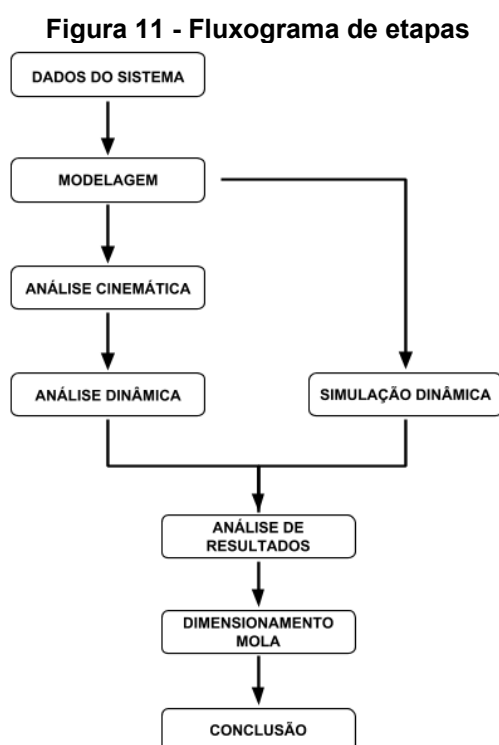 Figura 11 - Fluxograma de etapas
DADOS DO SISTEMA
MODELAGEM
ANÁLISE CINEMÁTICA
ANÁLISE DINÂMICA
SIMULAÇÃO DINÂMICA
ANÁLISE DE
RESULTADOS
DIMENSIONAMENTO
MOLA
CONCLUSÃO